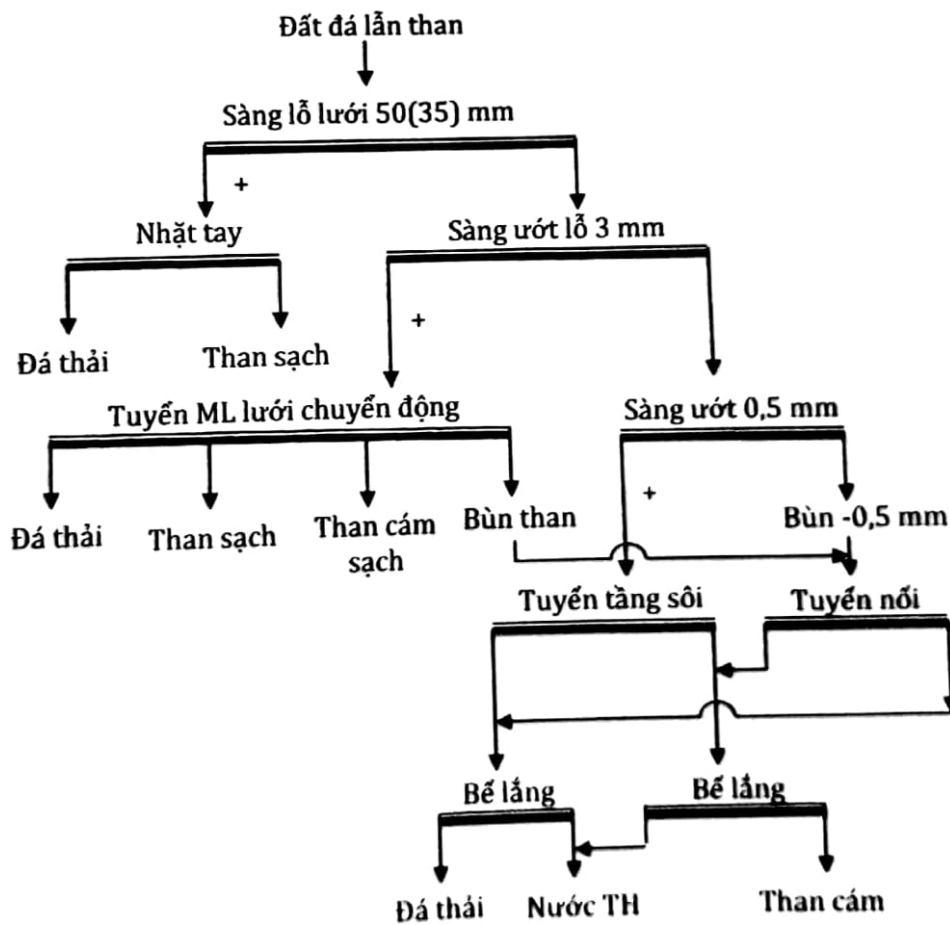 Đất đá lẫn than
Sàng lỗ lưới 50(35) mm
+
Nhặt tay
Sàng ướt lỗ 3 mm
+
Đá thải
Than sạch
Tuyển ML lưới chuyển động
Sàng ướt 0,5 mm
+
Đá thải
Than sạch
Than cám
sạch
Bùn than
Bùn -0,5 mm
Tuyển tầng sôi
Tuyển nổi
Bể lắng
Bể lắng
Đá thải
Nước TH
Than cám